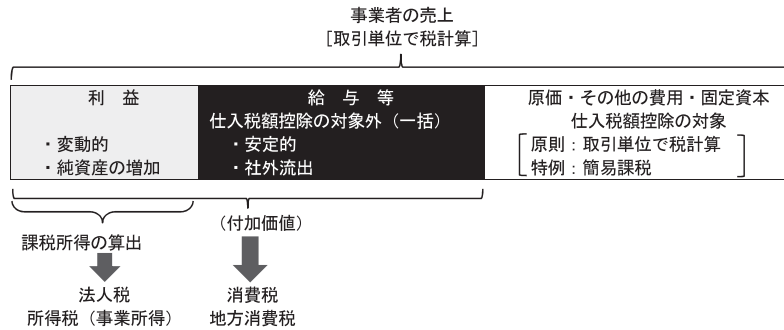 事業者の売上
[取引単位で税計算]
利　益
・変動的
・純資産の増加
給　与　等
仕入税額控除の対象外（一括）
・安定的
・社外流出
原価・その他の費用・固定資本
仕入税額控除の対象
原則：取引単位で税計算
特例：簡易課税
（付加価値）
課税所得の算出
法人税
所得税（事業所得）
消費税
地方消費税